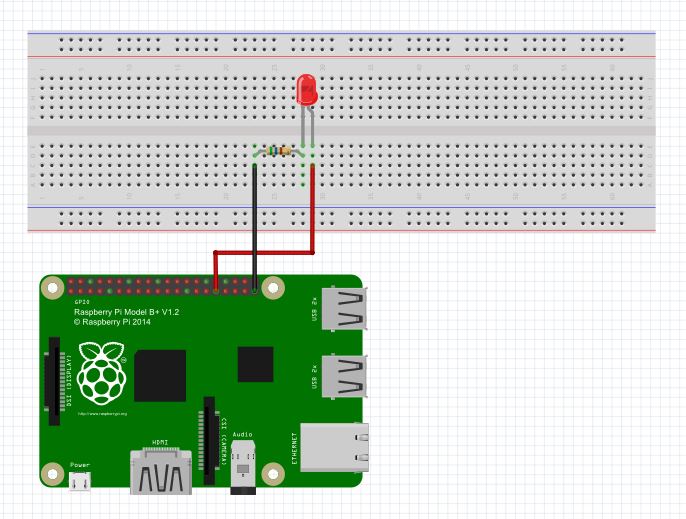 GPIO
Raspberry Pi Model B+ V1.2
© Raspberry Pi 2014
USB 2x
USB 2x
DSI (DISPLAY)
http://www.raspberrypi.org
CSI (CAMERA)
Audio
ETHERNET
HDMI
Power